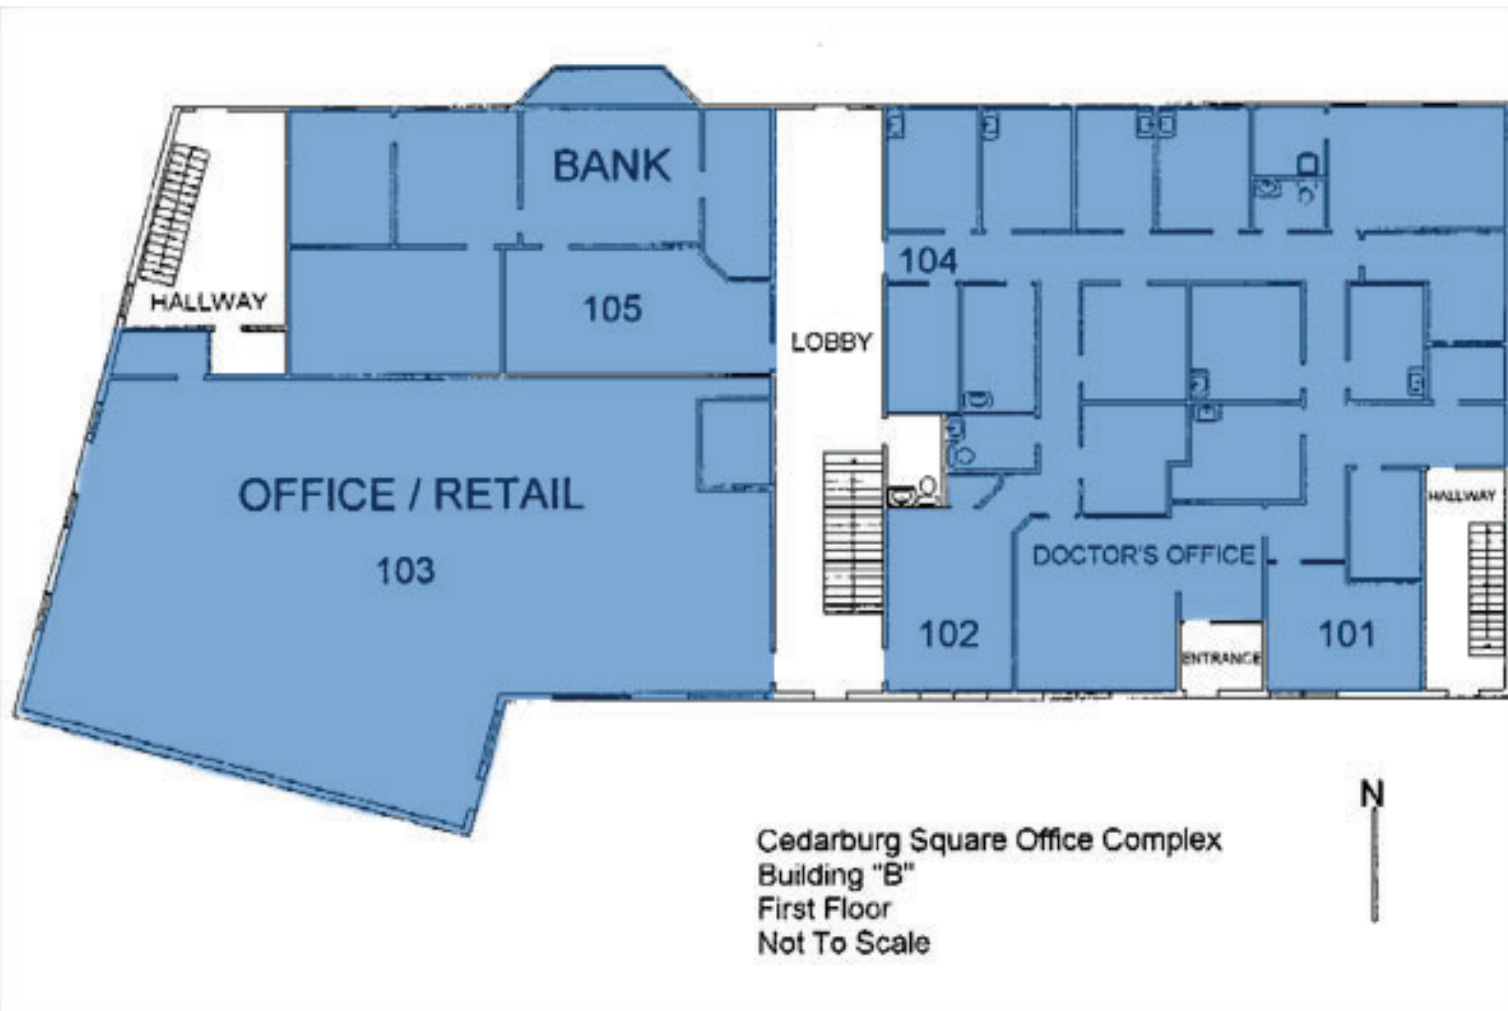 BANK
104
HALLWAY
105
LOBBY
OFFICE / RETAIL
HALLWAY
103
DOCTOR'S OFFICE
102
101
ENTRANCE
N
Cedarburg Square Office Complex
Building "B"
First Floor
Not To Scale